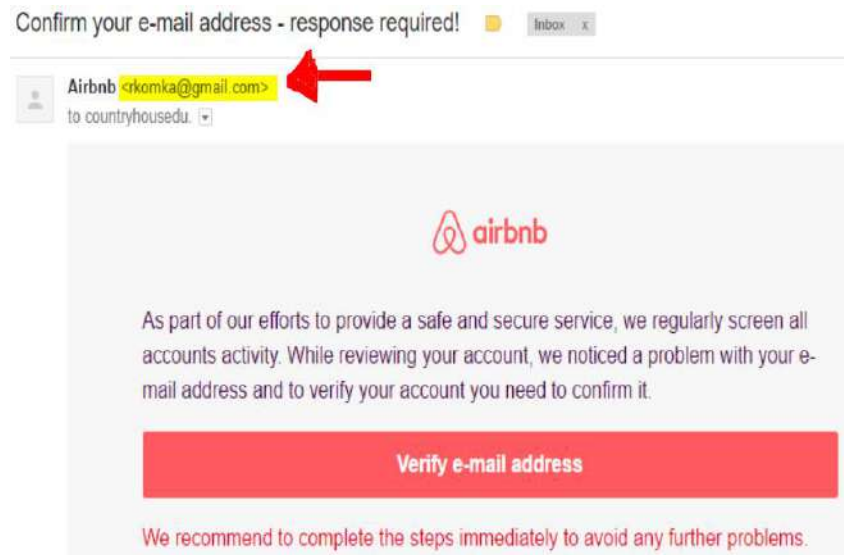 Confirm your e-mail address - response required!
Inbox x
Airbnb <rkomka@gmail.com>
to countryhousedu.
airbnb
As part of our efforts to provide a safe and secure service, we regularly screen all
accounts activity. While reviewing your account, we noticed a problem with your e-
mail address and to verify your account you need to confirm it.
Verify e-mail address
We recommend to complete the steps immediately to avoid any further problems.